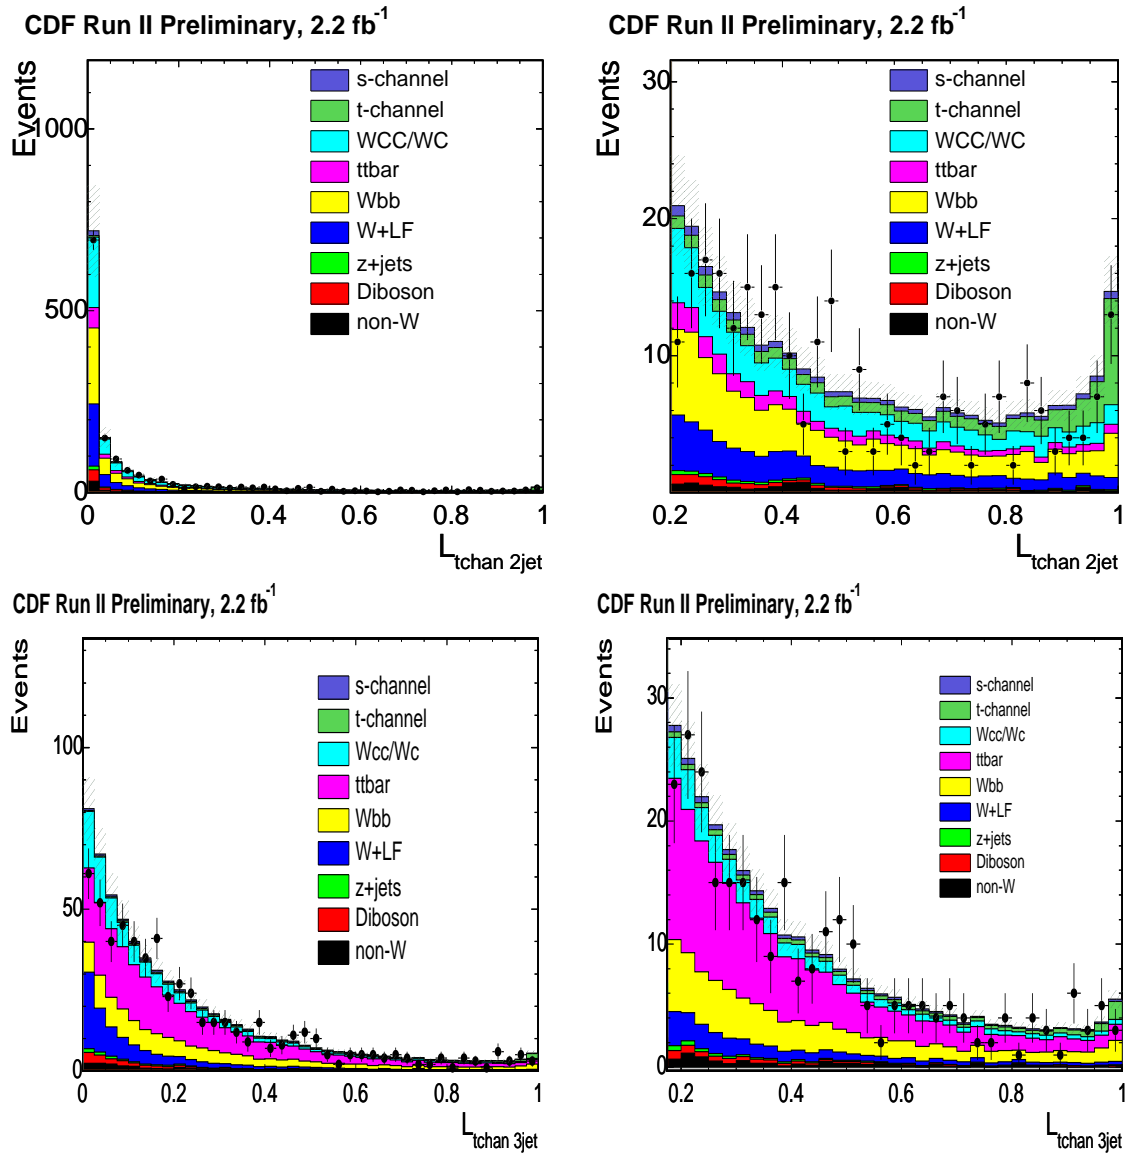 CDF Run II Preliminary, 2.2 fb-1
Events
1000
500
0
s-channel
t-channel
WCC/WC
ttbar
Wbb
W+LF
z+jets
Diboson
non-W
0 0.2 0.4 0.6 0.8 1
Ltchan 2jet
CDF Run II Preliminary, 2.2 fb-1
Events
30
20
10
s-channel
t-channel
WCC/WC
ttbar
Wbb
W+LF
z+jets
Diboson
non-W
0.2 0.4 0.6 0.8 1
Ltchan 2jet
CDF Run II Preliminary, 2.2 fb-1
Events
100
50
0
s-channel
t-channel
Wcc/Wc
ttbar
Wbb
W+LF
z+jets
Diboson
non-W
0 0.2 0.4 0.6 0.8 1
Ltchan 3jet
CDF Run II Preliminary, 2.2 fb-1
Events
30
20
10
0
s-channel
t-channel
Wcc/Wc
ttbar
Wbb
W+LF
z+jets
Diboson
non-W
0.2 0.4 0.6 0.8 1
Ltchan 3jet